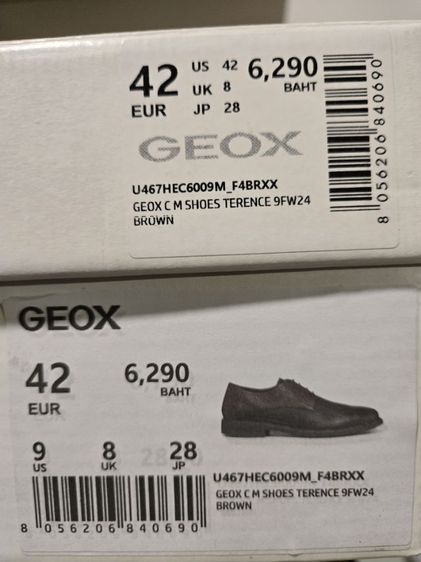 42 US 42 6,290
EUR UK 8 BAHT
JP 28
GEOX
U467HEC6009M_F4BRXX
GEOX C M SHOES TERENCE 9FW24
BROWN
8 056206 840690
GEOX
42 6,290
EUR BAHT
9 8 28
US UK JP
U467HEC6009M_F4BRXX
GEOX C M SHOES TERENCE 9FW24
BROWN
8 056206 840690